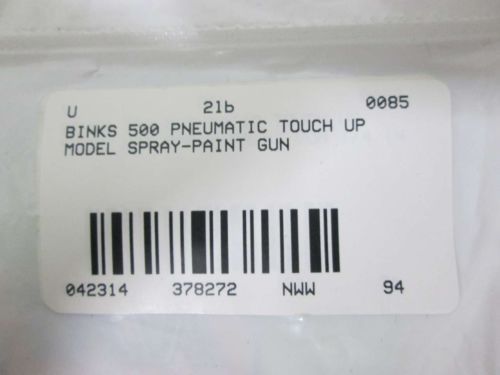 U 21b 0085
BINKS 500 PNEUMATIC TOUCH UP
MODEL SPRAY-PAINT GUN
042314 378272 NWW 94